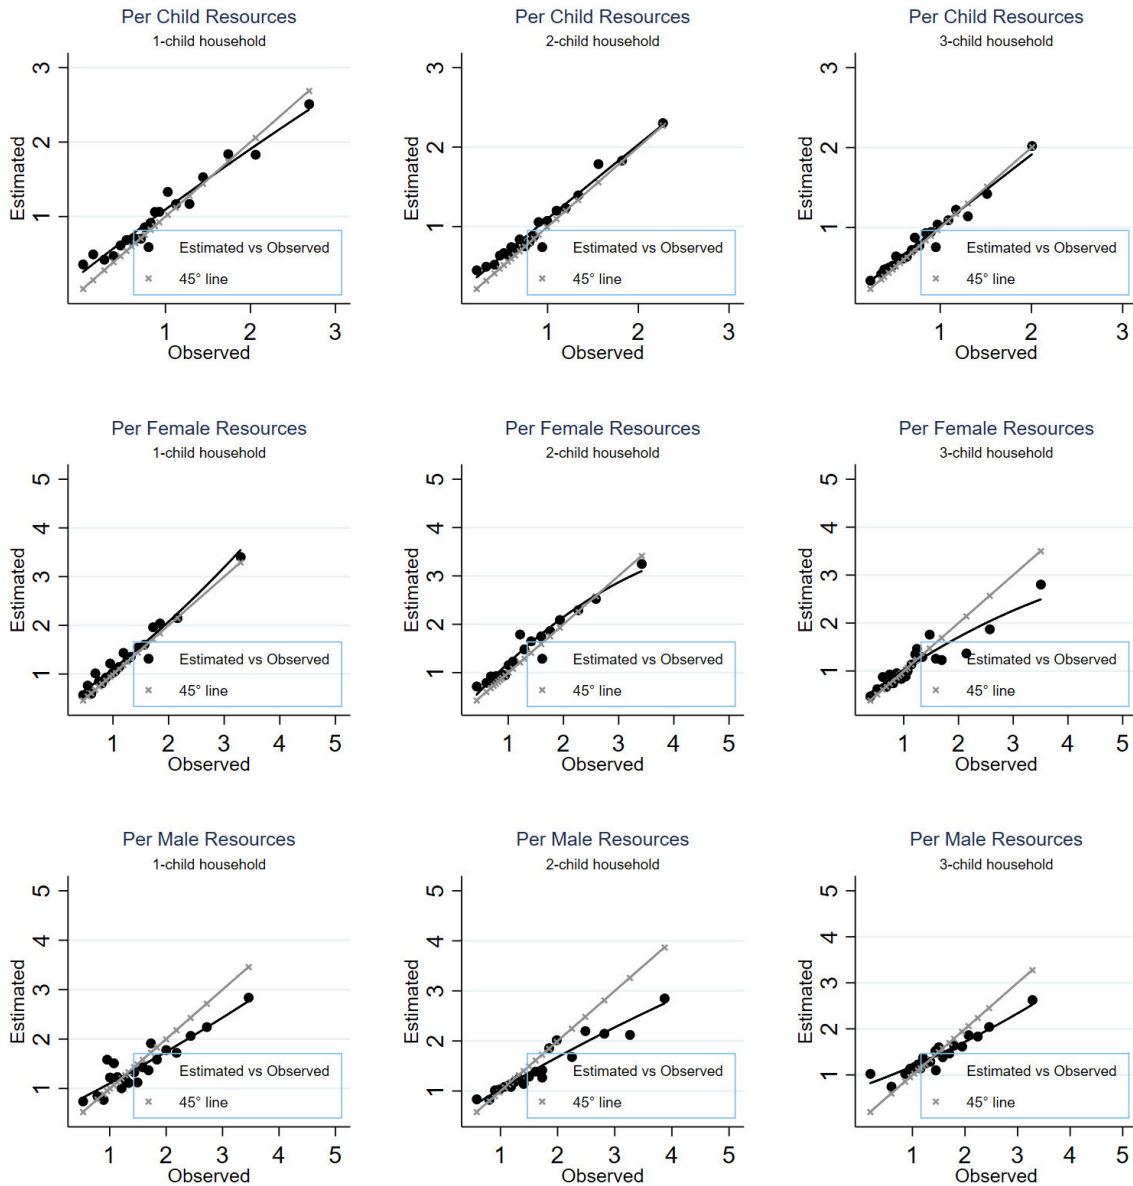 Per Child Resources
1-child household
Estimated
3
2
1
Estimated vs Observed
45° line
1 2 3
Observed
Per Child Resources
2-child household
Estimated
3
2
1
Estimated vs Observed
45° line
1 2 3
Observed
Per Child Resources
3-child household
Estimated
3
2
1
Estimated vs Observed
45° line
1 2 3
Observed
Per Female Resources
1-child household
Estimated
5
4
3
2
1
Estimated vs Observed
45° line
1 2 3 4 5
Observed
Per Female Resources
2-child household
Estimated
5
4
3
2
1
Estimated vs Observed
45° line
1 2 3 4 5
Observed
Per Female Resources
3-child household
Estimated
5
4
3
2
1
Estimated vs Observed
45° line
1 2 3 4 5
Observed
Per Male Resources
1-child household
Estimated
5
4
3
2
1
Estimated vs Observed
45° line
1 2 3 4 5
Observed
Per Male Resources
2-child household
Estimated
5
4
3
2
1
Estimated vs Observed
45° line
1 2 3 4 5
Observed
Per Male Resources
3-child household
Estimated
5
4
3
2
1
Estimated vs Observed
45° line
1 2 3 4 5
Observed